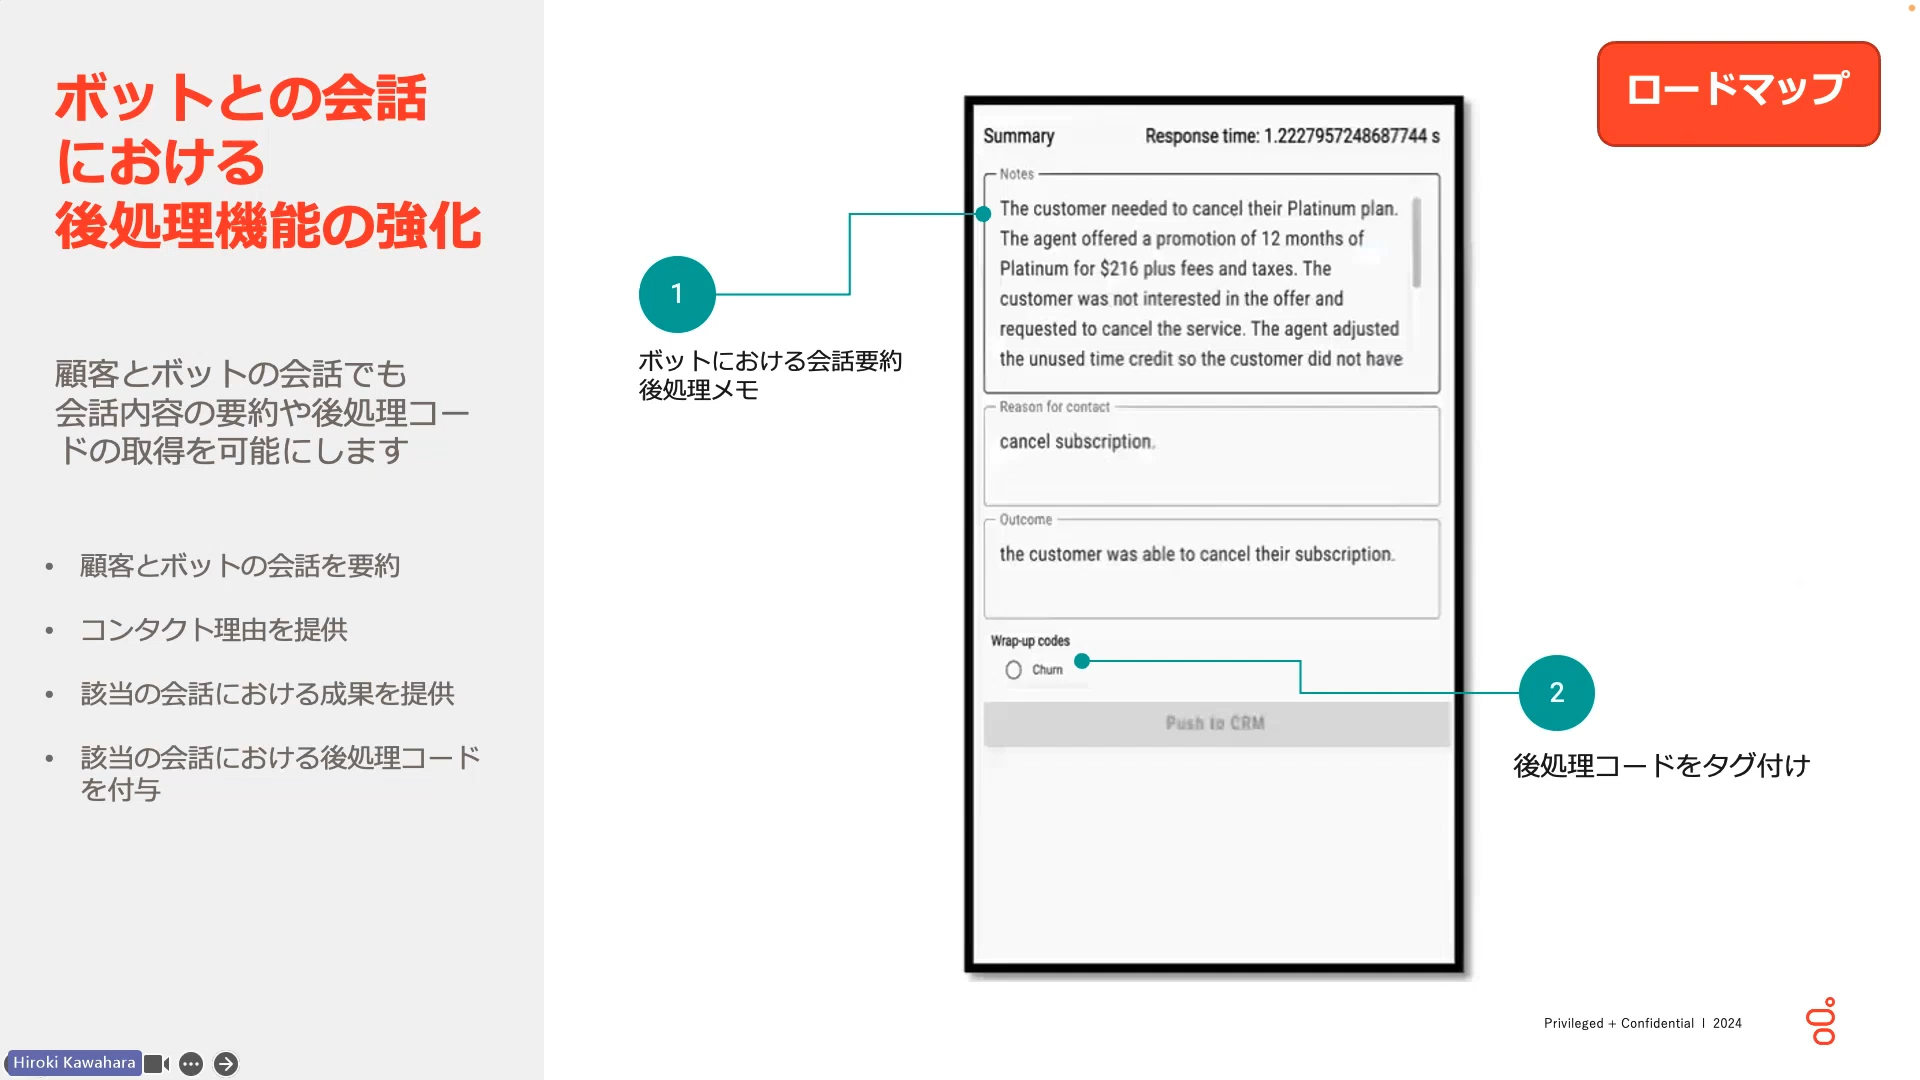 ボットとの会話
における
後処理機能の強化
顧客とボットの会話でも
会話内容の要約や後処理コー
ドの取得を可能にします
• 顧客とボットの会話を要約
• コンタクト理由を提供
• 該当の会話における成果を提供
• 該当の会話における後処理コード
を付与
ロードマップ
1
ボットにおける会話要約
後処理メモ
Summary Response time: 1.2227957248687744 s
Notes
The customer needed to cancel their Platinum plan.
The agent offered a promotion of 12 months of
Platinum for $216 plus fees and taxes. The
customer was not interested in the offer and
requested to cancel the service. The agent adjusted
the unused time credit so the customer did not have
Reason for contact
cancel subscription.
Outcome
the customer was able to cancel their subscription.
Wrap-up codes
Churn
Push to CRM
2
後処理コードをタグ付け
Privileged + Confidential | 2024
Hiroki Kawahara